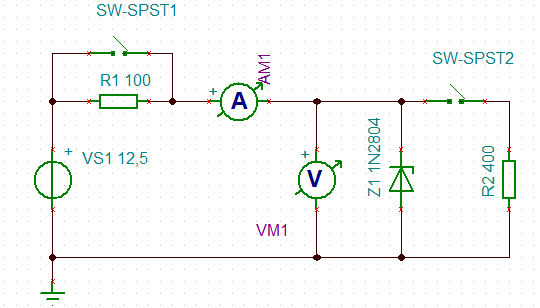 SW-SPST1
SW-SPST2
R1 100
AM1
+
A
+
VS1 12,5
+
V
Z1 1N2804
R2 400
VM1